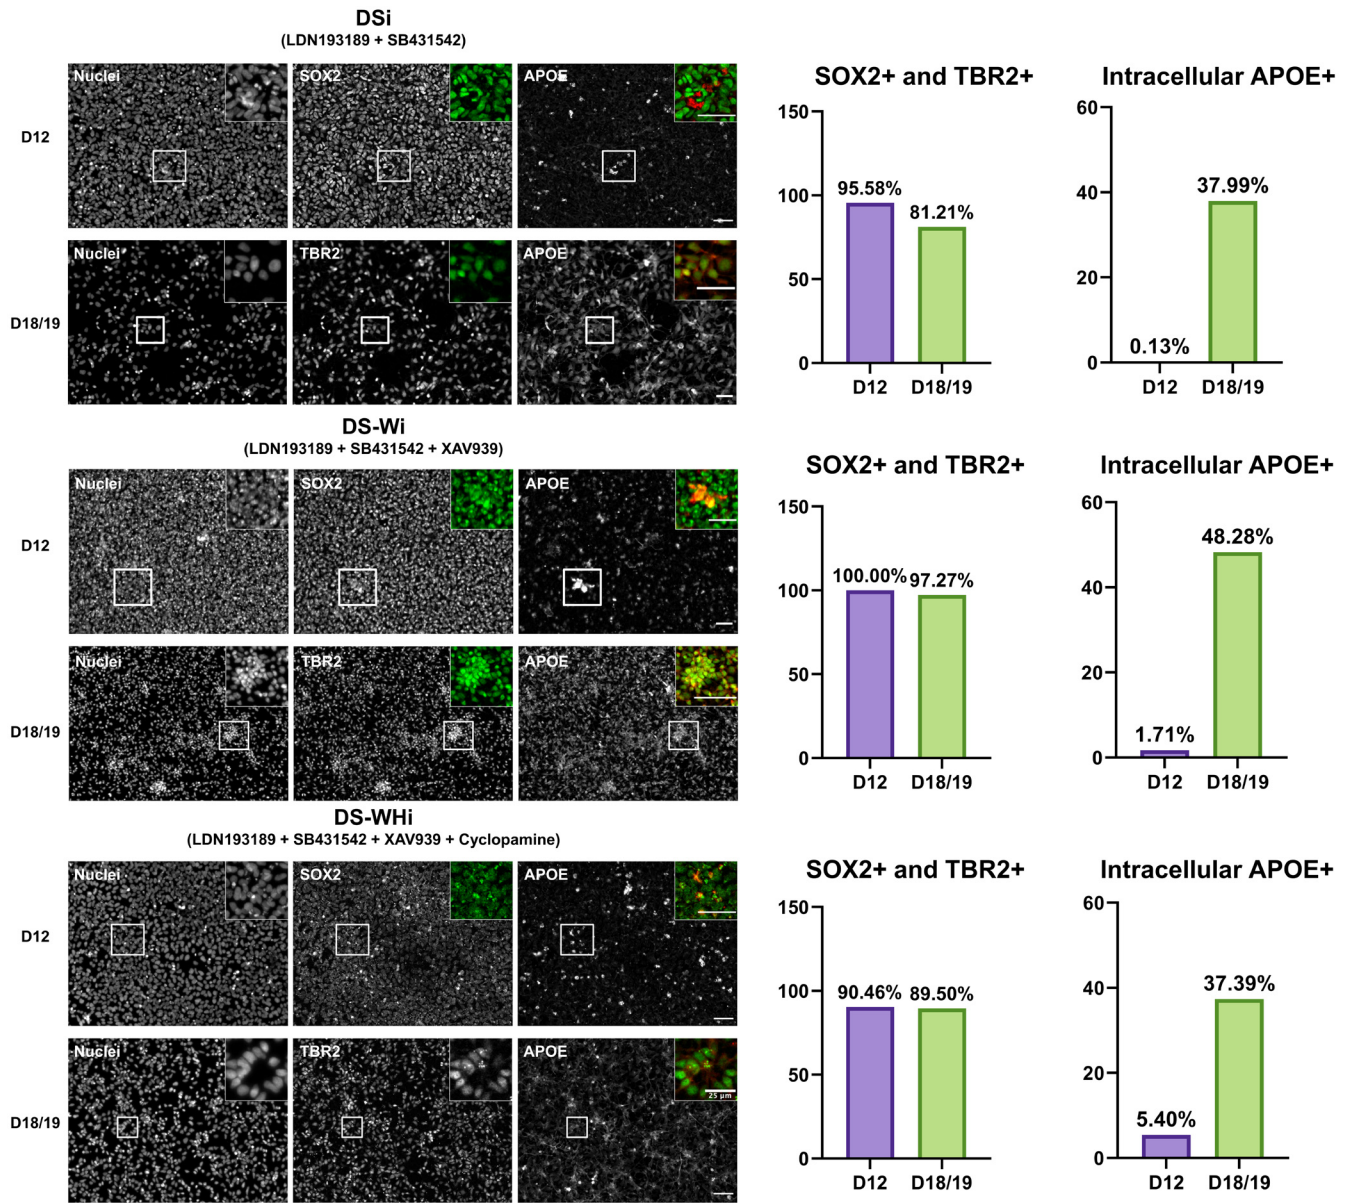 DSi
(LDN193189 + SB431542)
D12
Nuclei
SOX2
APOE
D18/19
Nuclei
TBR2
APOE
SOX2+ and TBR2+
150
100
50
0
95.58%
81.21%
D12
D18/19
Intracellular APOE+
60
40
20
0
0.13%
37.99%
D12
D18/19
DS-Wi
(LDN193189 + SB431542 + XAV939)
D12
Nuclei
SOX2
APOE
D18/19
Nuclei
TBR2
APOE
SOX2+ and TBR2+
150
100
50
0
100.00%
97.27%
D12
D18/19
Intracellular APOE+
60
40
20
0
1.71%
48.28%
D12
D18/19
DS-WHi
(LDN193189 + SB431542 + XAV939 + Cyclopamine)
D12
Nuclei
SOX2
APOE
D18/19
Nuclei
TBR2
APOE
25 µm
SOX2+ and TBR2+
150
100
50
0
90.46%
89.50%
D12
D18/19
Intracellular APOE+
60
40
20
0
5.40%
37.39%
D12
D18/19